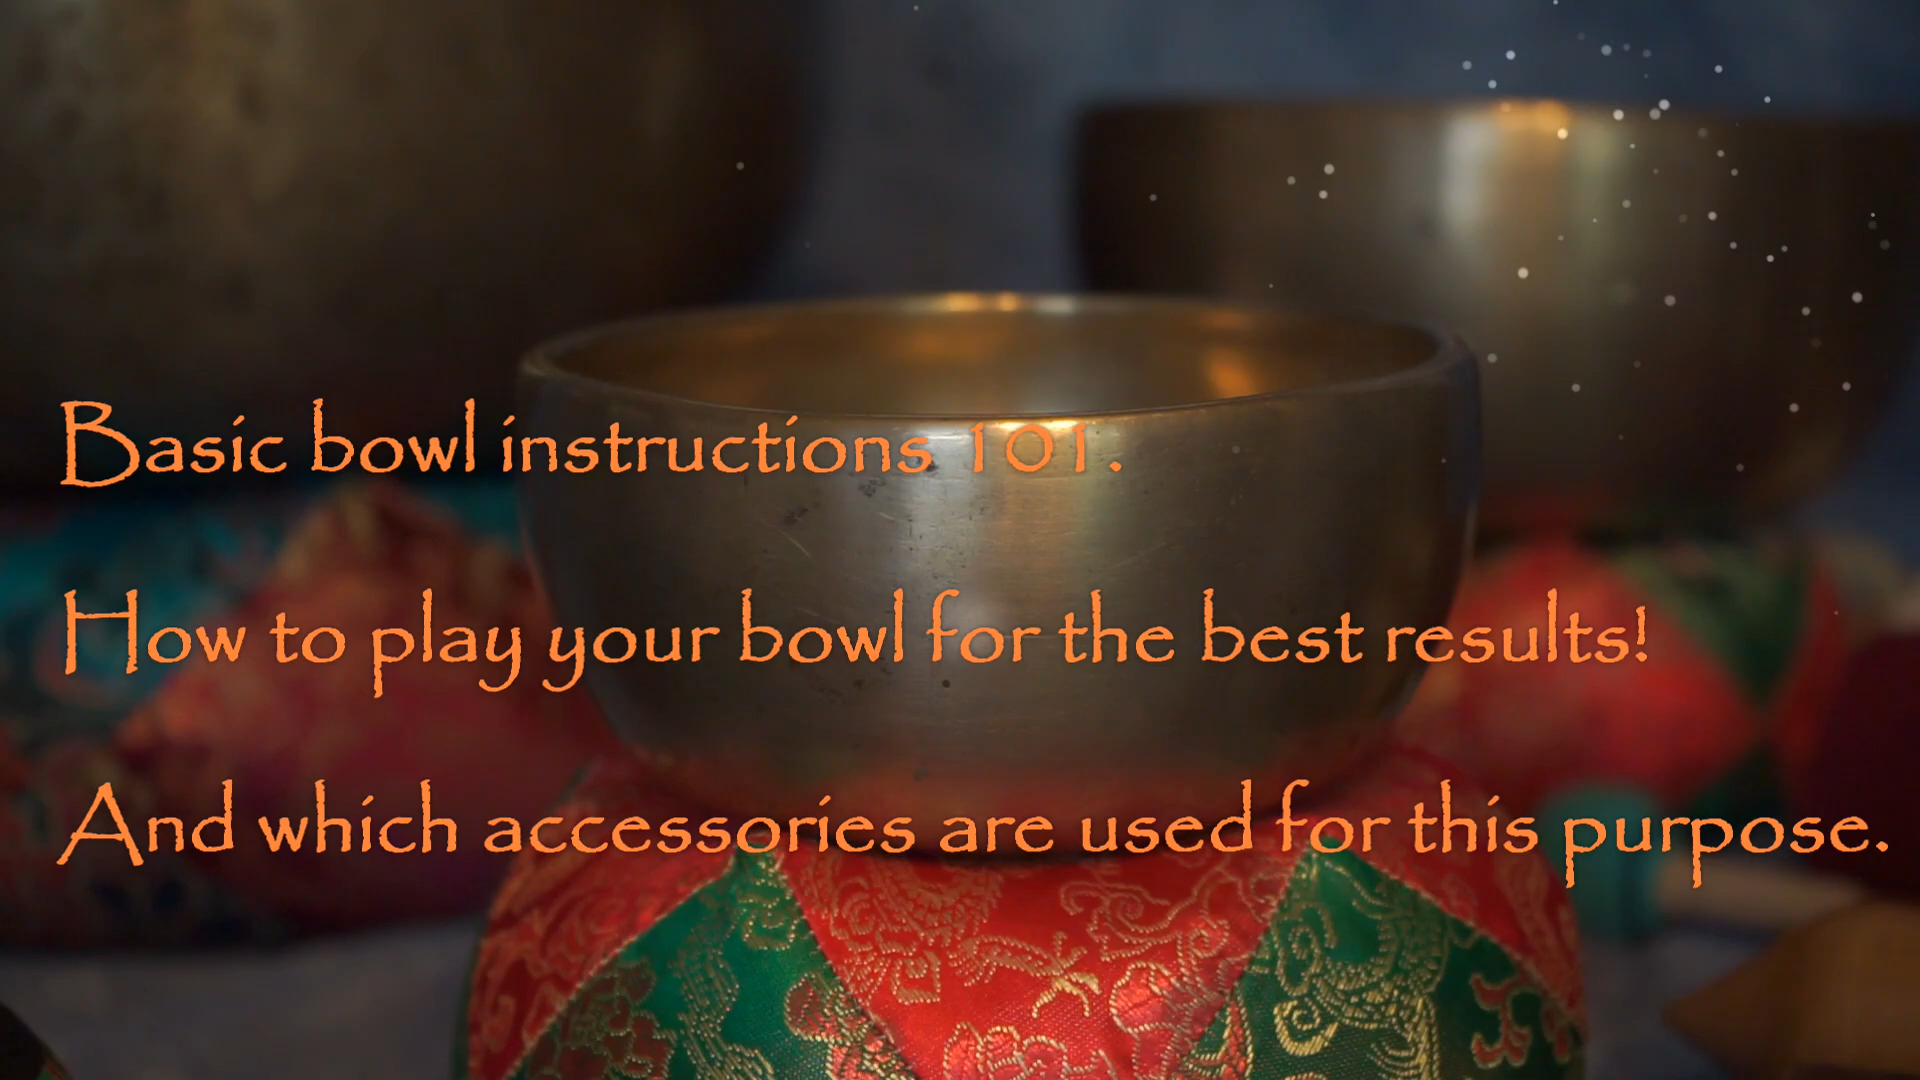 Basic bowl instructions 101.
How to play your bowl for the best results!
And which accessories are used for this purpose.